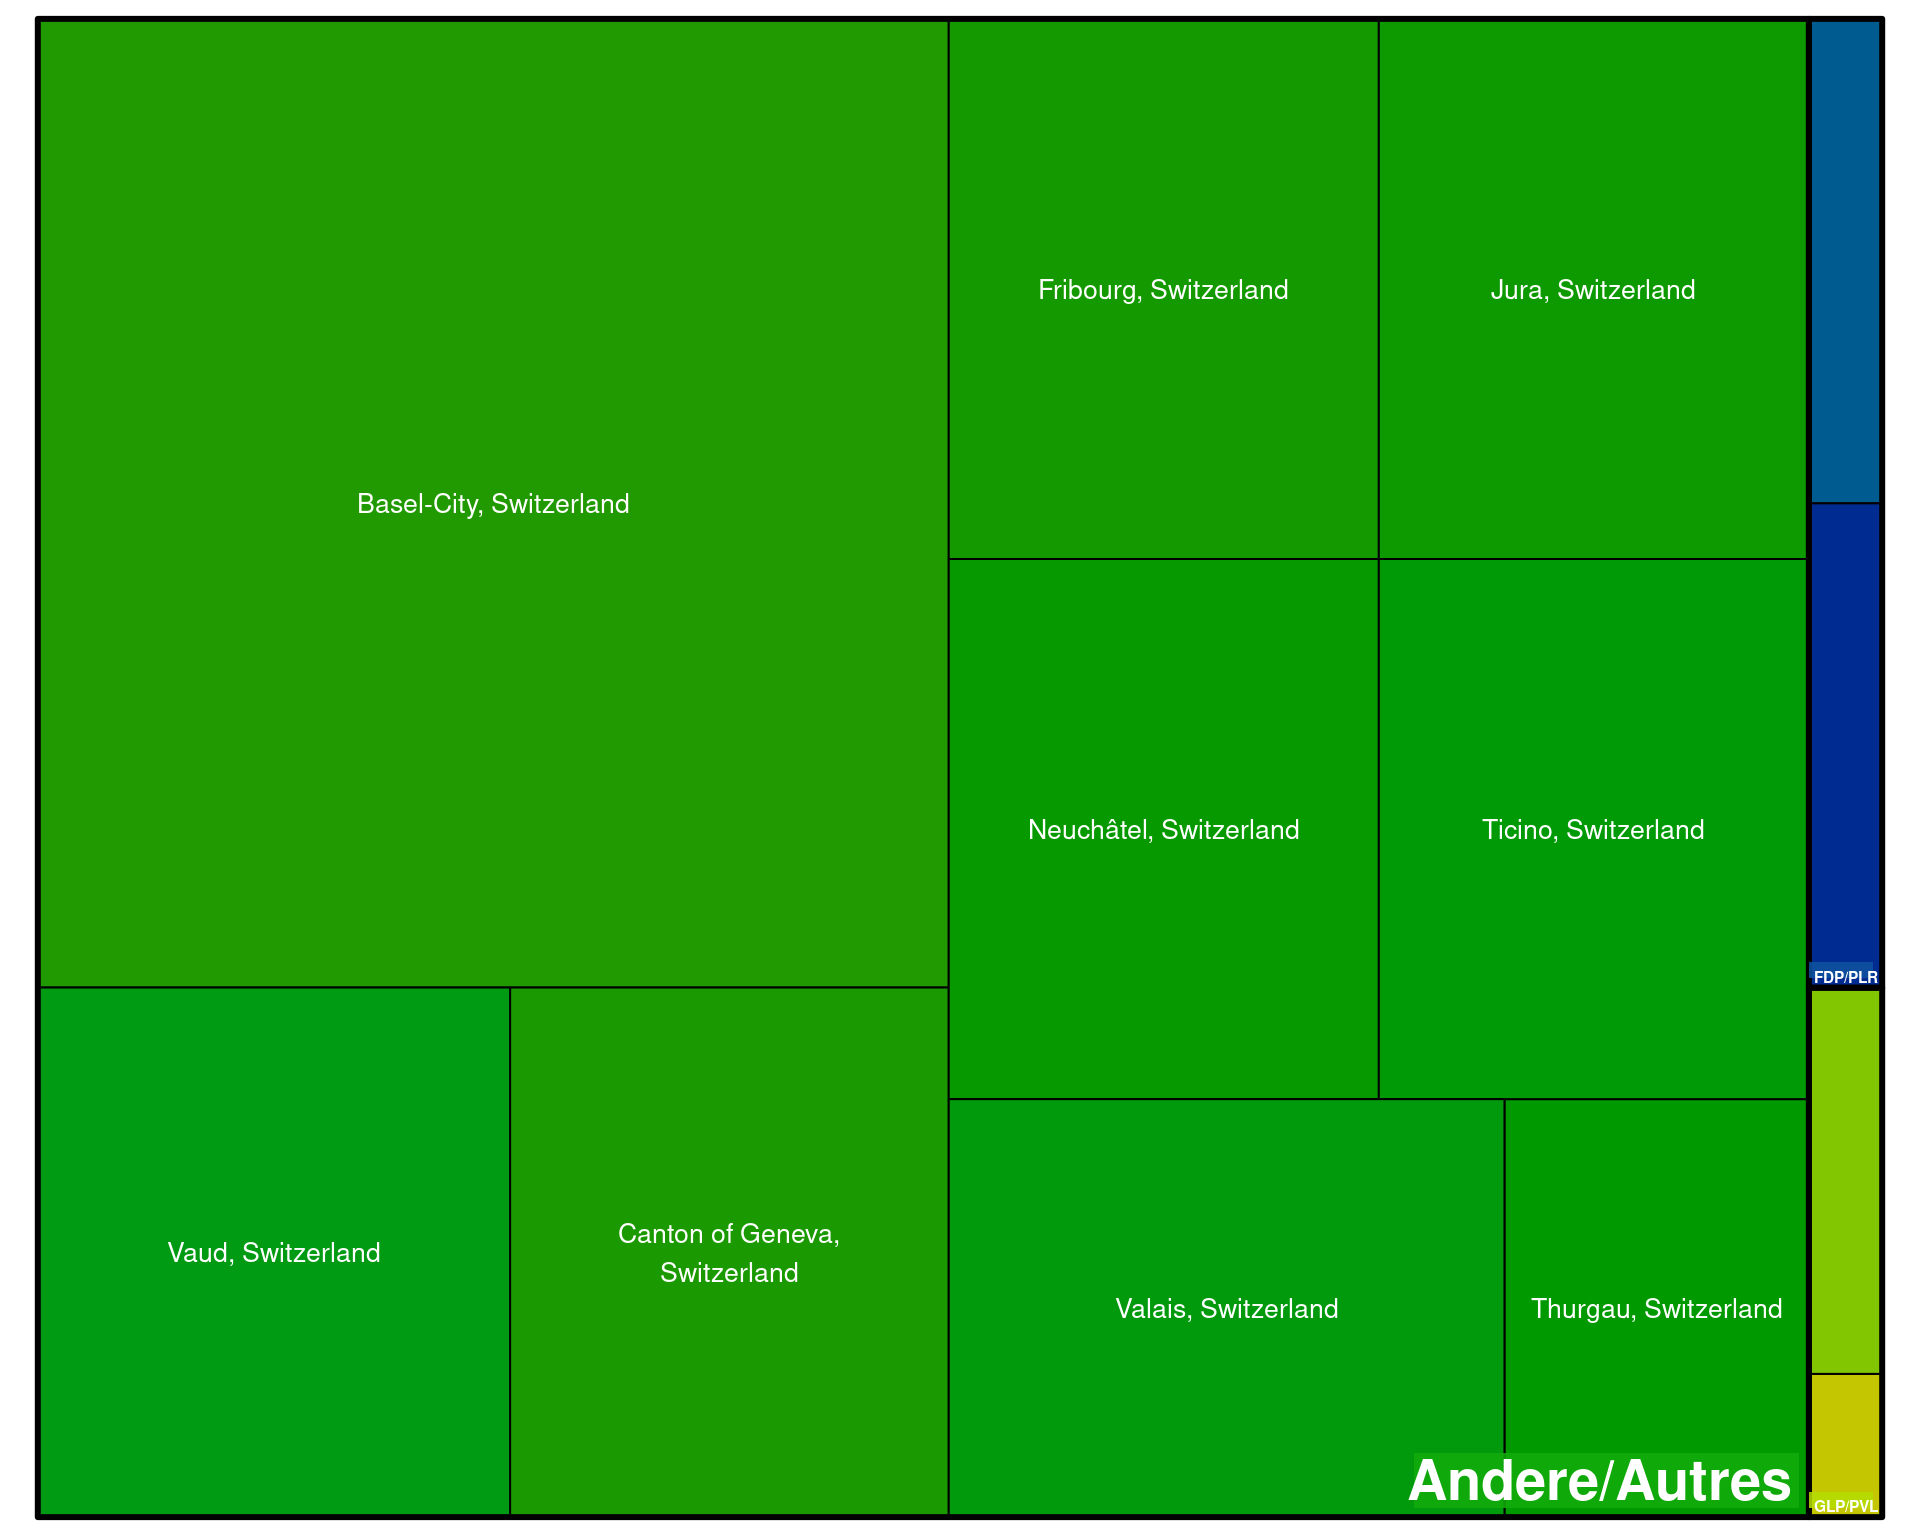 Basel-City, Switzerland
Fribourg, Switzerland
Jura, Switzerland
Neuchâtel, Switzerland
Ticino, Switzerland
FDP/PLR
Vaud, Switzerland
Canton of Geneva,
Switzerland
Valais, Switzerland
Thurgau, Switzerland
Andere/Autres
GLP/PVL